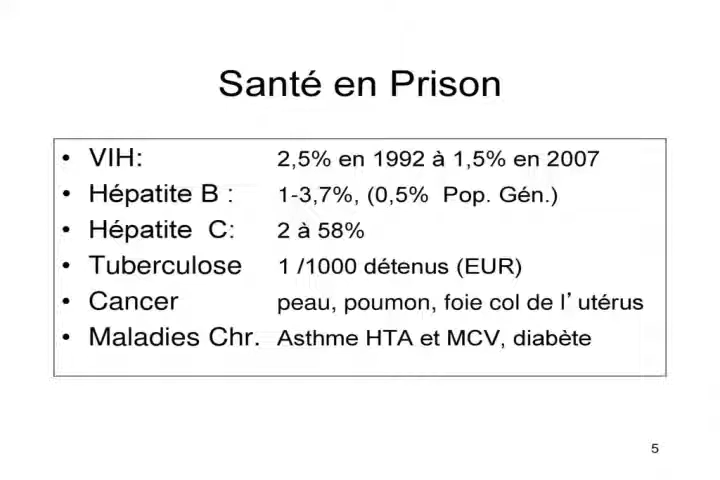 Santé en Prison
• VIH: 2,5% en 1992 à 1,5% en 2007
• Hépatite B : 1-3,7%, (0,5% Pop. Gén.)
• Hépatite C: 2 à 58%
• Tuberculose 1 /1000 détenus (EUR)
• Cancer peau, poumon, foie col de l’utérus
• Maladies Chr. Asthme HTA et MCV, diabète
5